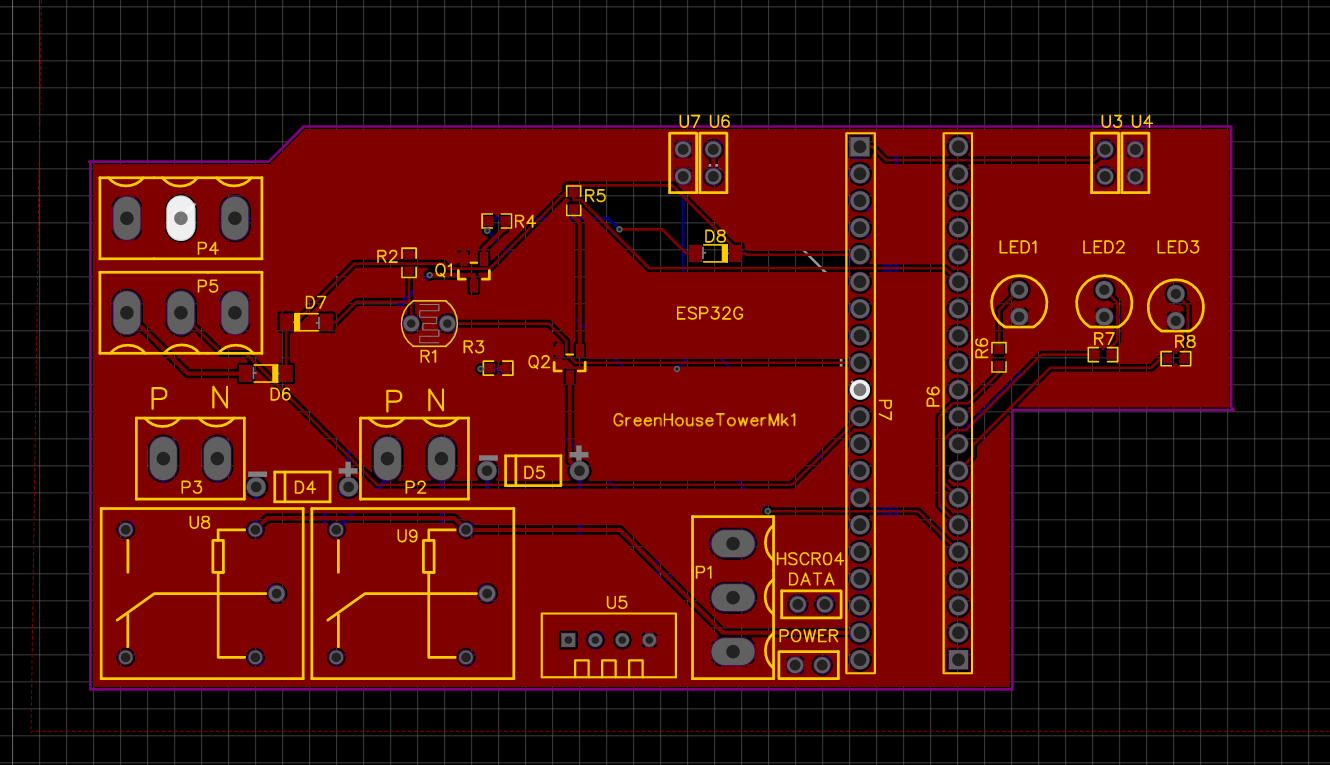 U7 U6
U3 U4
R5
R4
P4
D8
LED1 LED2 LED3
R2
Q1
P5
D7
ESP32G
R1
R3
R7
R6
R8
Q2
D6
P N
P N
P7
P6
GreenHouseTowerMk1
P3
D4
P2
D5
U8
U9
P1
HSCR04
DATA
U5
POWER